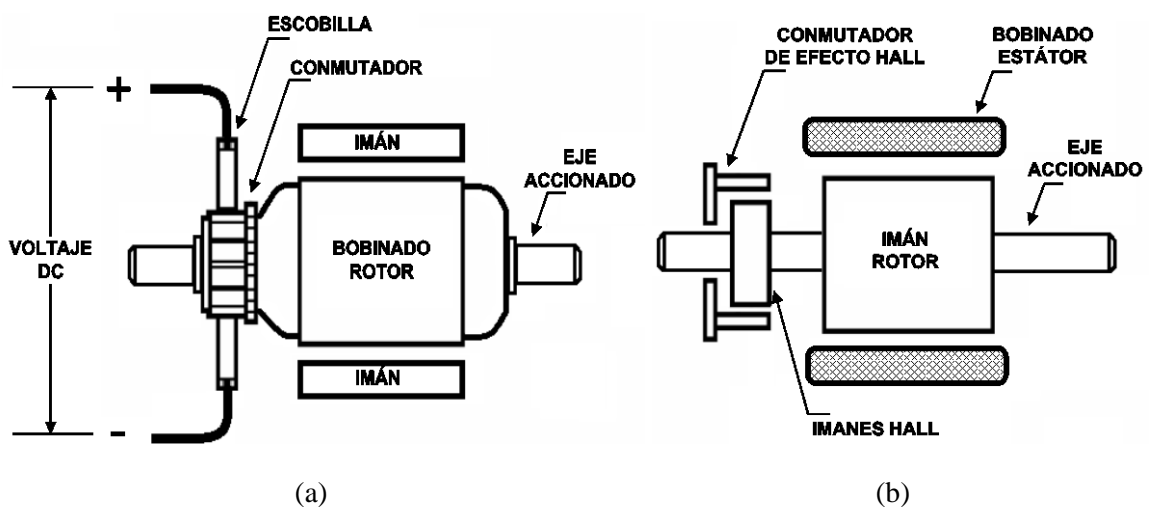 ESCOBILLA
CONMUTADOR
+
VOLTAJE
DC
-
IMÁN
BOBINADO
ROTOR
IMÁN
EJE
ACCIONADO
(a)
CONMUTADOR
DE EFECTO HALL
BOBINADO
ESTÁTOR
EJE
ACCIONADO
IMÁN
ROTOR
IMANES HALL
(b)